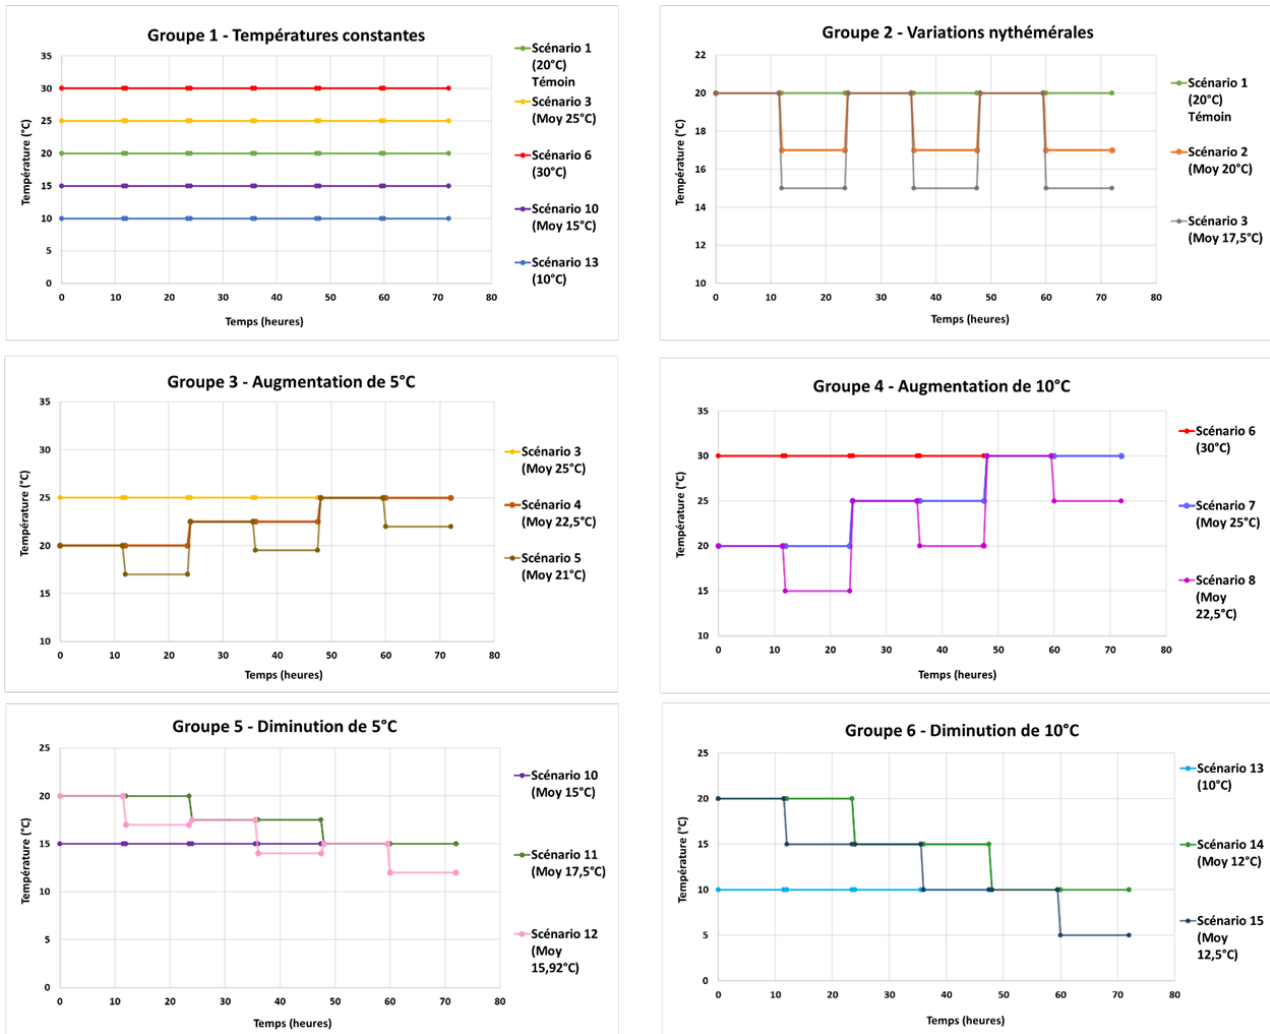 Groupe 1 - Températures constantes
Température (°C)
35
30
25
20
15
10
5
0
0 10 20 30 40 50 60 70 80
Temps (heures)
Scénario 1
(20°C)
Témoin
Scénario 3
(Moy 25°C)
Scénario 6
(30°C)
Scénario 10
(Moy 15°C)
Scénario 13
(10°C)
Groupe 2 - Variations nythémérales
Température (°C)
22
20
18
16
14
12
10
0 10 20 30 40 50 60 70 80
Temps (heures)
Scénario 1
(20°C)
Témoin
Scénario 2
(Moy 20°C)
Scénario 3
(Moy 17,5°C)
Groupe 3 - Augmentation de 5°C
Température (°C)
35
30
25
20
15
10
0 10 20 30 40 50 60 70 80
Temps (heures)
Scénario 3
(Moy 25°C)
Scénario 4
(Moy 22,5°C)
Scénario 5
(Moy 21°C)
Groupe 4 - Augmentation de 10°C
Température (°C)
35
30
25
20
15
10
0 10 20 30 40 50 60 70 80
Temps (heures)
Scénario 6
(30°C)
Scénario 7
(Moy 25°C)
Scénario 8
(Moy
22,5°C)
Groupe 5 - Diminution de 5°C
Température (°C)
25
20
15
10
5
0
0 10 20 30 40 50 60 70 80
Temps (heures)
Scénario 10
(Moy 15°C)
Scénario 11
(Moy 17,5°C)
Scénario 12
(Moy
15,92°C)
Groupe 6 - Diminution de 10°C
Température (°C)
25
20
15
10
5
0
0 10 20 30 40 50 60 70 80
Temps (heures)
Scénario 13
(10°C)
Scénario 14
(Moy 12°C)
Scénario 15
(Moy
12,5°C)